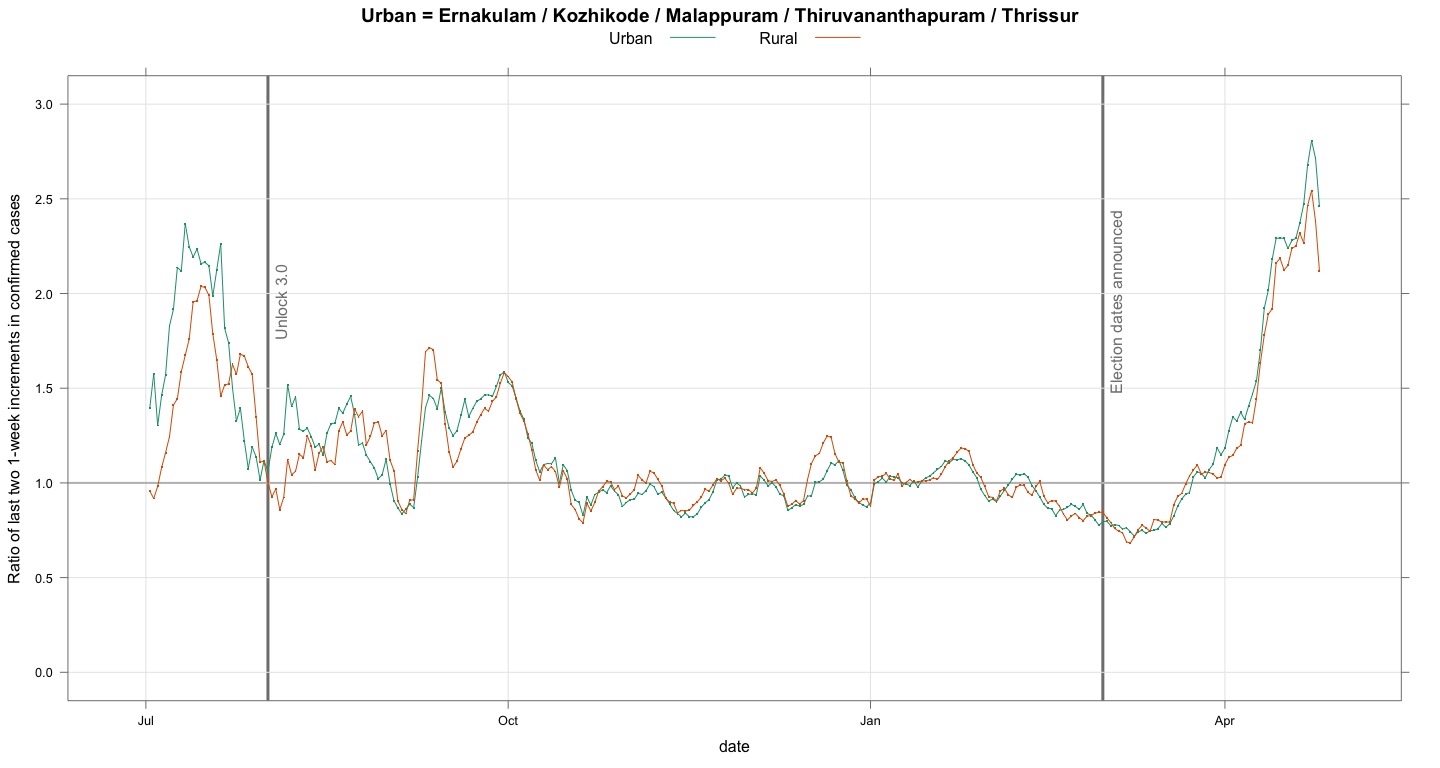 Urban = Ernakulam / Kozhikode / Malappuram / Thiruvananthapuram / Thrissur
Urban Rural
Ratio of last two 1-week increments in confirmed cases
3.0
2.5
2.0
1.5
1.0
0.5
0.0
Unlock 3.0
Election dates announced
Jul Oct Jan Apr
date